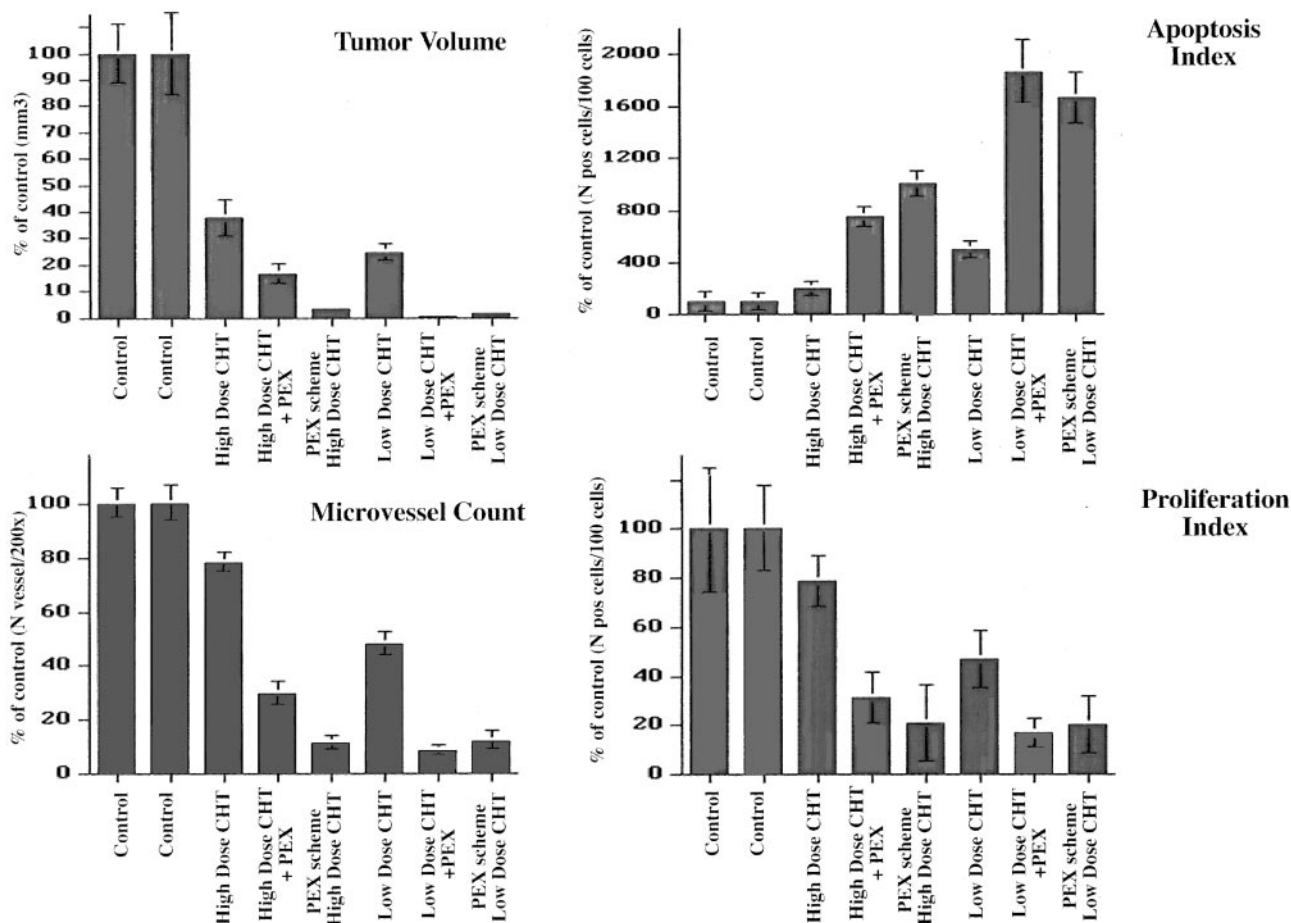 Tumor Volume
% of control (mm3)
100
90
80
70
60
50
40
30
20
10
0
Control
Control
High Dose CHT
High Dose CHT
+ PEX
PEX scheme
High Dose CHT
Low Dose CHT
Low Dose CHT
+PEX
PEX scheme
Low Dose CHT
Apoptosis
Index
% of control (N pos cells/100 cells)
2000
1600
1200
800
400
0
Control
Control
High Dose CHT
High Dose CHT
+ PEX
PEX scheme
High Dose CHT
Low Dose CHT
Low Dose CHT
+PEX
PEX scheme
Low Dose CHT
Microvessel Count
% of control (N vessel/200x)
100
80
60
40
20
0
Control
Control
High Dose CHT
High Dose CHT
+ PEX
PEX scheme
High Dose CHT
Low Dose CHT
Low Dose CHT
+PEX
PEX scheme
Low Dose CHT
Proliferation
Index
% of control (N pos cells/100 cells)
100
80
60
40
20
0
Control
Control
High Dose CHT
High Dose CHT
+ PEX
PEX scheme
High Dose CHT
Low Dose CHT
Low Dose CHT
+PEX
PEX scheme
Low Dose CHT